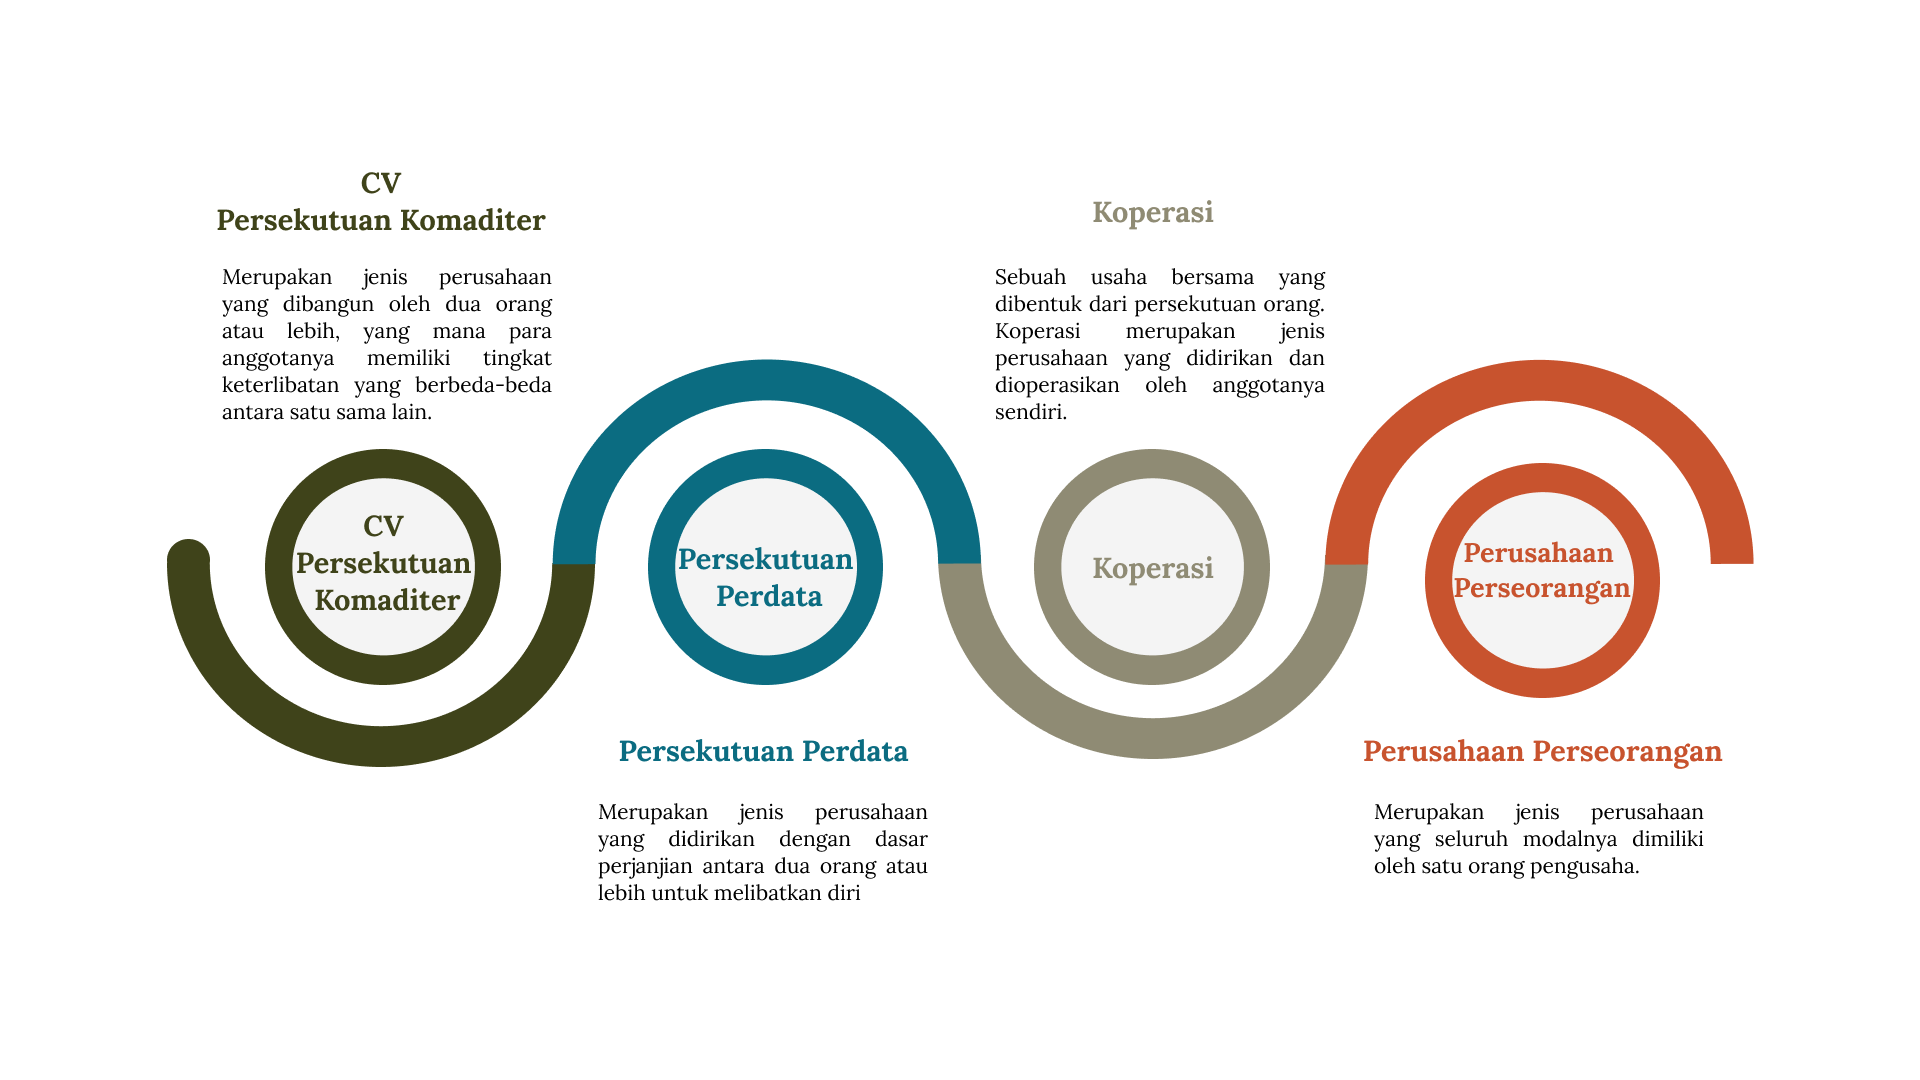 CV
Persekutuan Komaditer
Merupakan jenis perusahaan
yang dibangun oleh dua orang
atau lebih, yang mana para
anggotanya memiliki tingkat
keterlibatan yang berbeda-beda
antara satu sama lain.
CV
Persekutuan
Komaditer
Persekutuan
Perdata
Persekutuan Perdata
Merupakan jenis perusahaan
yang didirikan dengan dasar
perjanjian antara dua orang atau
lebih untuk melibatkan diri
Koperasi
Sebuah usaha bersama yang
dibentuk dari persekutuan orang.
Koperasi merupakan jenis
perusahaan yang didirikan dan
dioperasikan oleh anggotanya
sendiri.
Koperasi
Perusahaan
Perseorangan
Perusahaan Perseorangan
Merupakan jenis perusahaan
yang seluruh modalnya dimiliki
oleh satu orang pengusaha.